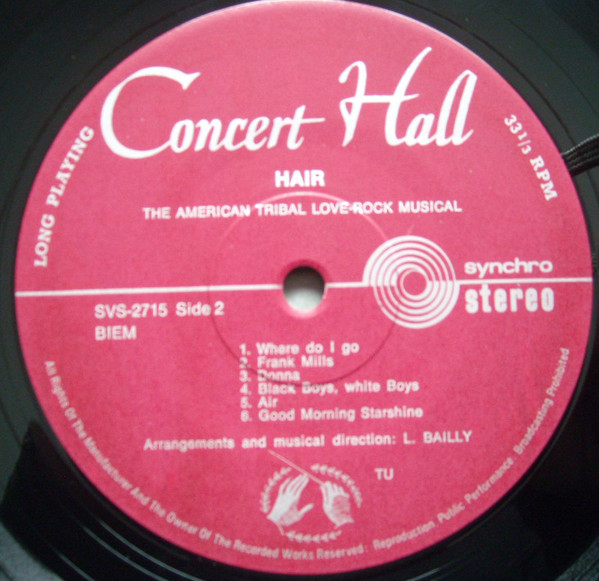 Concert Hall
LONG PLAYING
33 1/3 RPM
HAIR
THE AMERICAN TRIBAL LOVE-ROCK MUSICAL
synchro
stereo
SVS-2715 Side 2
BIEM
1. Where do I go
2. Frank Mills
3. Donna
4. Black Boys, white Boys
5. Air
6. Good Morning Starshine
Arrangements and musical direction: L. BAILLY
TU
All Rights Of The Manufacturer And The Owner Of The Recorded Works Reserved: Reproduction. Public Performance. Broadcasting Prohibited